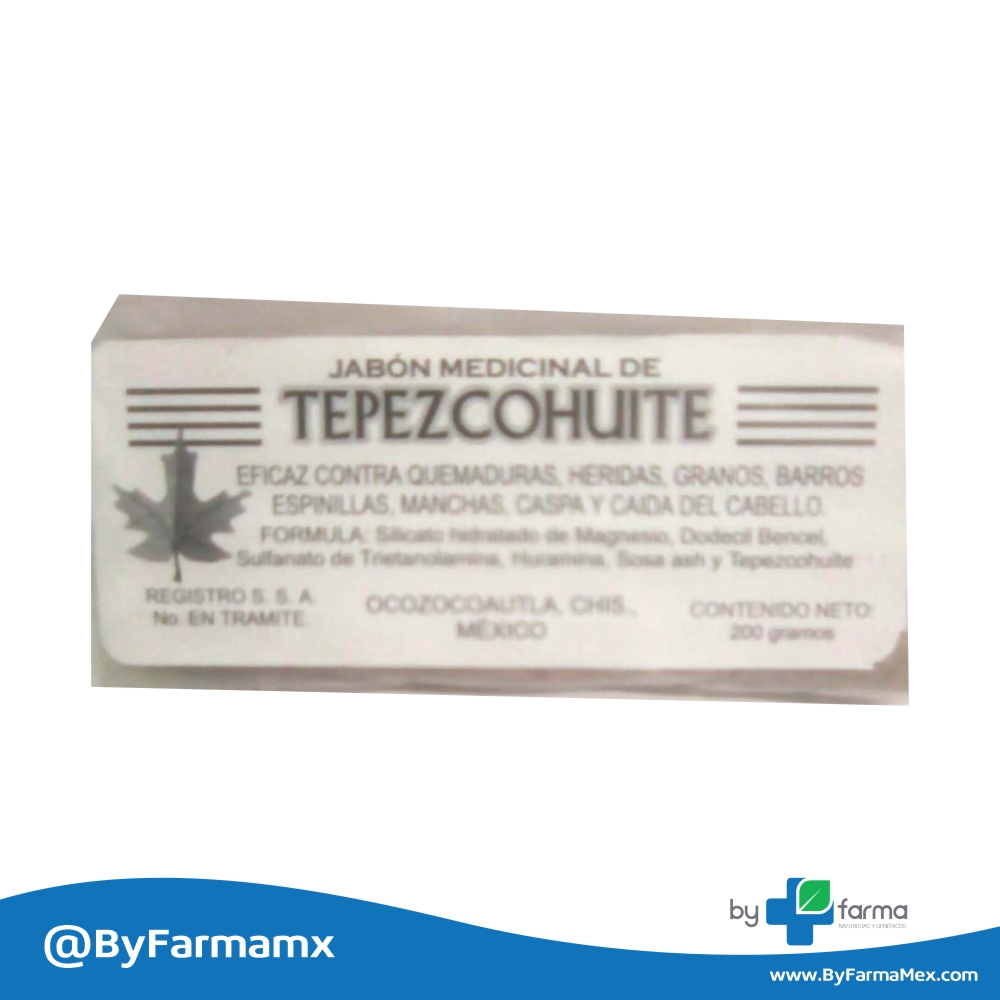 JABÓN MEDICINAL DE
TEPEZCOHUITE
EFICAZ CONTRA QUEMADURAS, HERIDAS, GRANOS, BARROS
ESPINILLAS, MANCHAS, CASPA Y CAIDA DEL CABELLO.
FORMULA: Silicato hidratado de Magnesio, Dodecil Bencel,
Sulfanato de Trietanolamina, Huramina, Sosa ash y Tepezcohuite
REGISTRO S. S. A.
No. EN TRAMITE.
OCOZOCOAUTLA, CHIS.,
MÉXICO
CONTENIDO NETO:
200 gramos
by farma
NATURISTAS Y GENÉRICOS
@ByFarmamx
www.ByFarmaMex.com